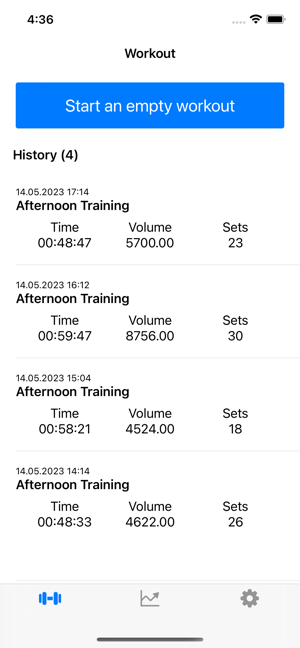 4:36
Workout
Start an empty workout
History (4)
14.05.2023 17:14
Afternoon Training
Time Volume Sets
00:48:47 5700.00 23
14.05.2023 16:12
Afternoon Training
Time Volume Sets
00:59:47 8756.00 30
14.05.2023 15:04
Afternoon Training
Time Volume Sets
00:58:21 4524.00 18
14.05.2023 14:14
Afternoon Training
Time Volume Sets
00:48:33 4622.00 26